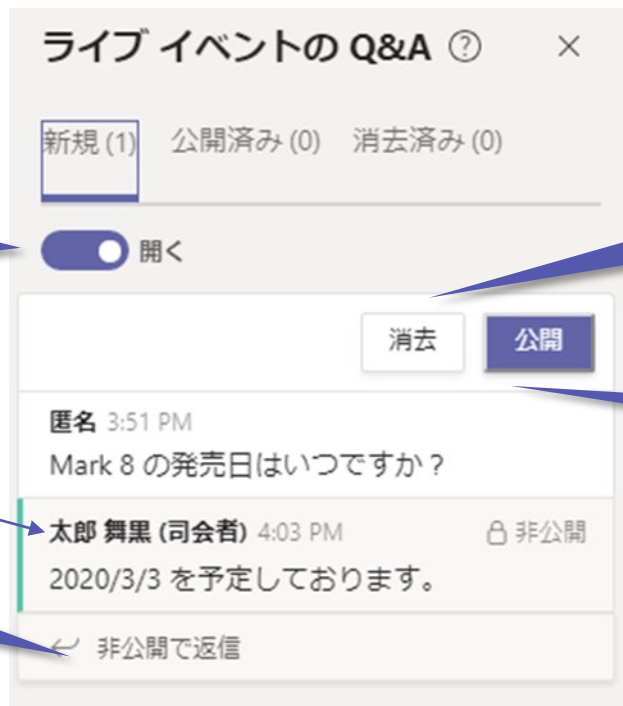 ライブ イベントの Q&A ?
新規 (1) 公開済み (0) 消去済み (0)
開く
消去 公開
匿名 3:51 PM
Mark 8 の発売日はいつですか？
太郎 舞黒 (司会者) 4:03 PM 非公開
2020/3/3 を予定しております。
非公開で返信